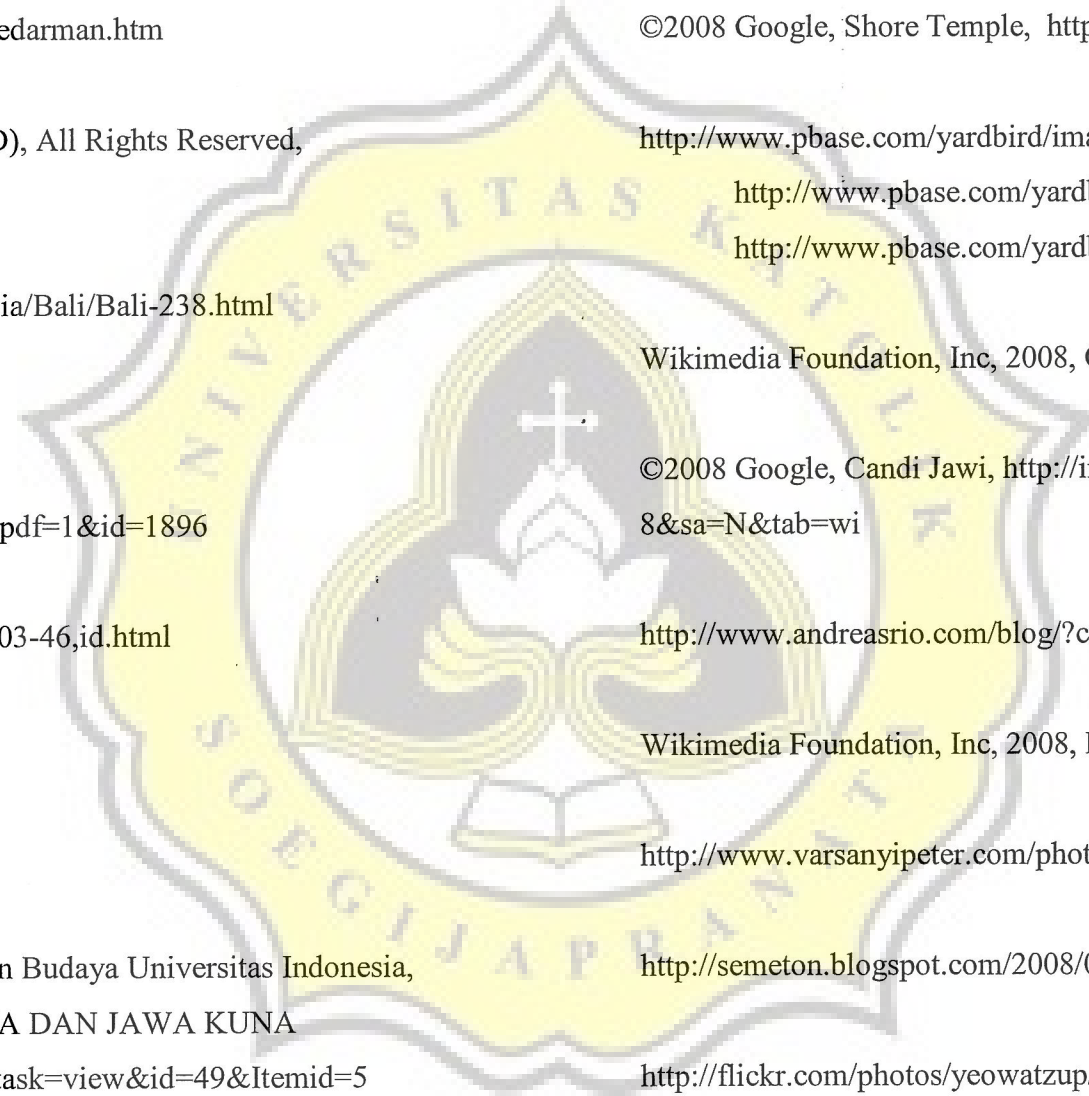 edarman.htm
), All Rights Reserved,
ia/Bali/Bali-238.html
pdf=1&id=1896
03-46,id.html
n Budaya Universitas Indonesia,
A DAN JAWA KUNA
task=view&id=49&Itemid=5
©2008 Google, Shore Temple, http
http://www.pbase.com/yardbird/ima
http://www.pbase.com/yardb
http://www.pbase.com/yardb
Wikimedia Foundation, Inc, 2008,
©2008 Google, Candi Jawi, http://i
8&sa=N&tab=wi
http://www.andreasrio.com/blog/?c
Wikimedia Foundation, Inc, 2008,
http://www.varsanyipeter.com/phot
http://semeton.blogspot.com/2008/
http://flickr.com/photos/yeowatzup
UNIVERSITAS KATOLIK
SOEGIJAPRANATA